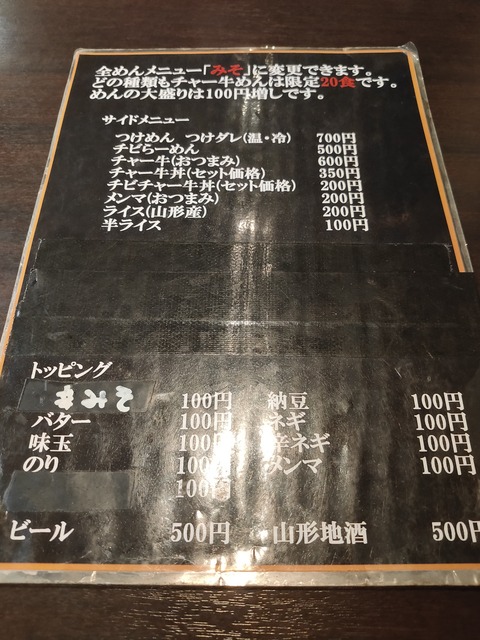 全めんメニュー「みそ」に変更できます。
どの種類もチャー牛めんは限定20食です。
めんの大盛りは100円増しです。
サイドメニュー
つけめん つけダレ(温・冷) 700円
チビらーめん 500円
チャー牛(おつまみ) 600円
チャー牛丼(セット価格) 350円
チビチャー牛丼(セット価格) 200円
メンマ(おつまみ) 200円
ライス(山形産) 200円
半ライス 100円
トッピング
100円 納豆 100円
バター 100円 ネギ 100円
味玉 100円 辛ネギ 100円
のり 100円 メンマ 100円
100円
ビール 500円 山形地酒 500円